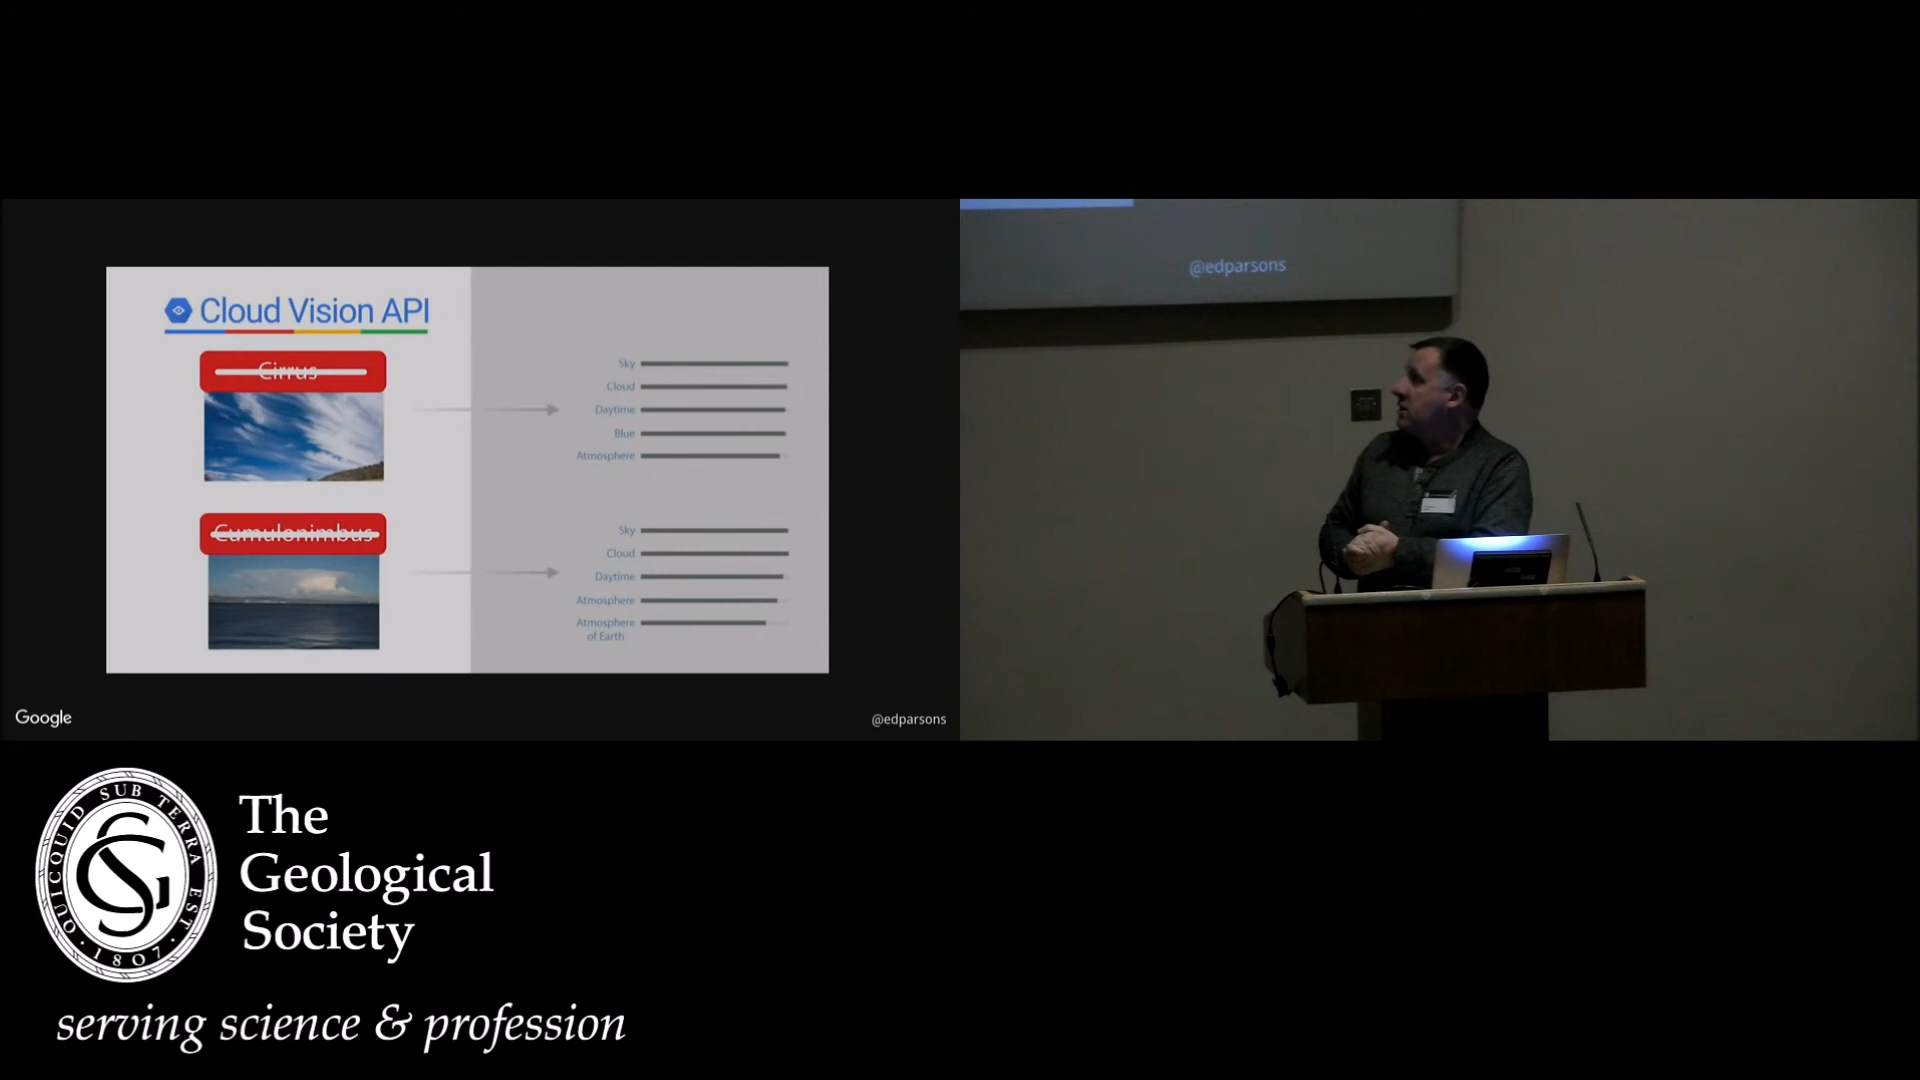 Cloud Vision API
Cirrus
Sky
Cloud
Daytime
Blue
Atmosphere
Cumulonimbus
Sky
Cloud
Daytime
Atmosphere
Atmosphere
of Earth
Google
@edparsons
@edparsons
QUICQUID SUB TERRA EST
1807
The
Geological
Society
serving science & profession